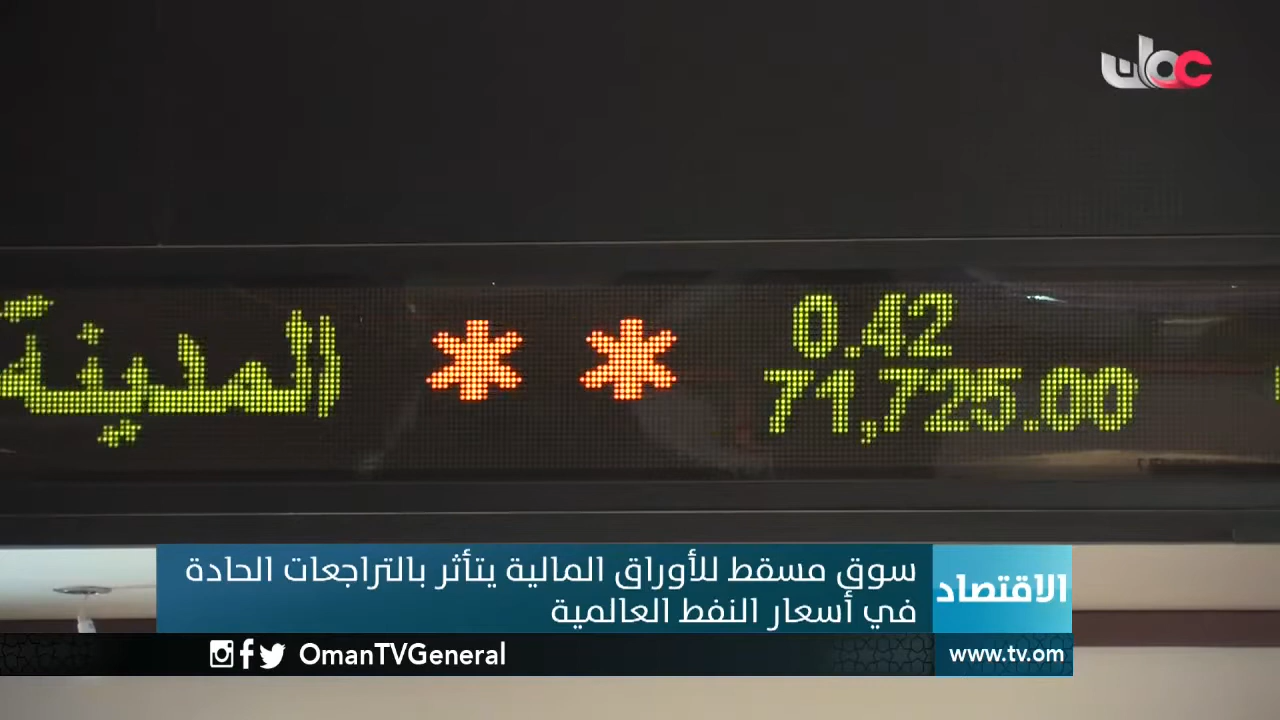 عمان
0.42
المدينة ** 71,725.00
الاقتصاد
سوق مسقط للأوراق المالية يتأثر بالتراجعات الحادة
في أسعار النفط العالمية
OmanTVGeneral
www.tv.om